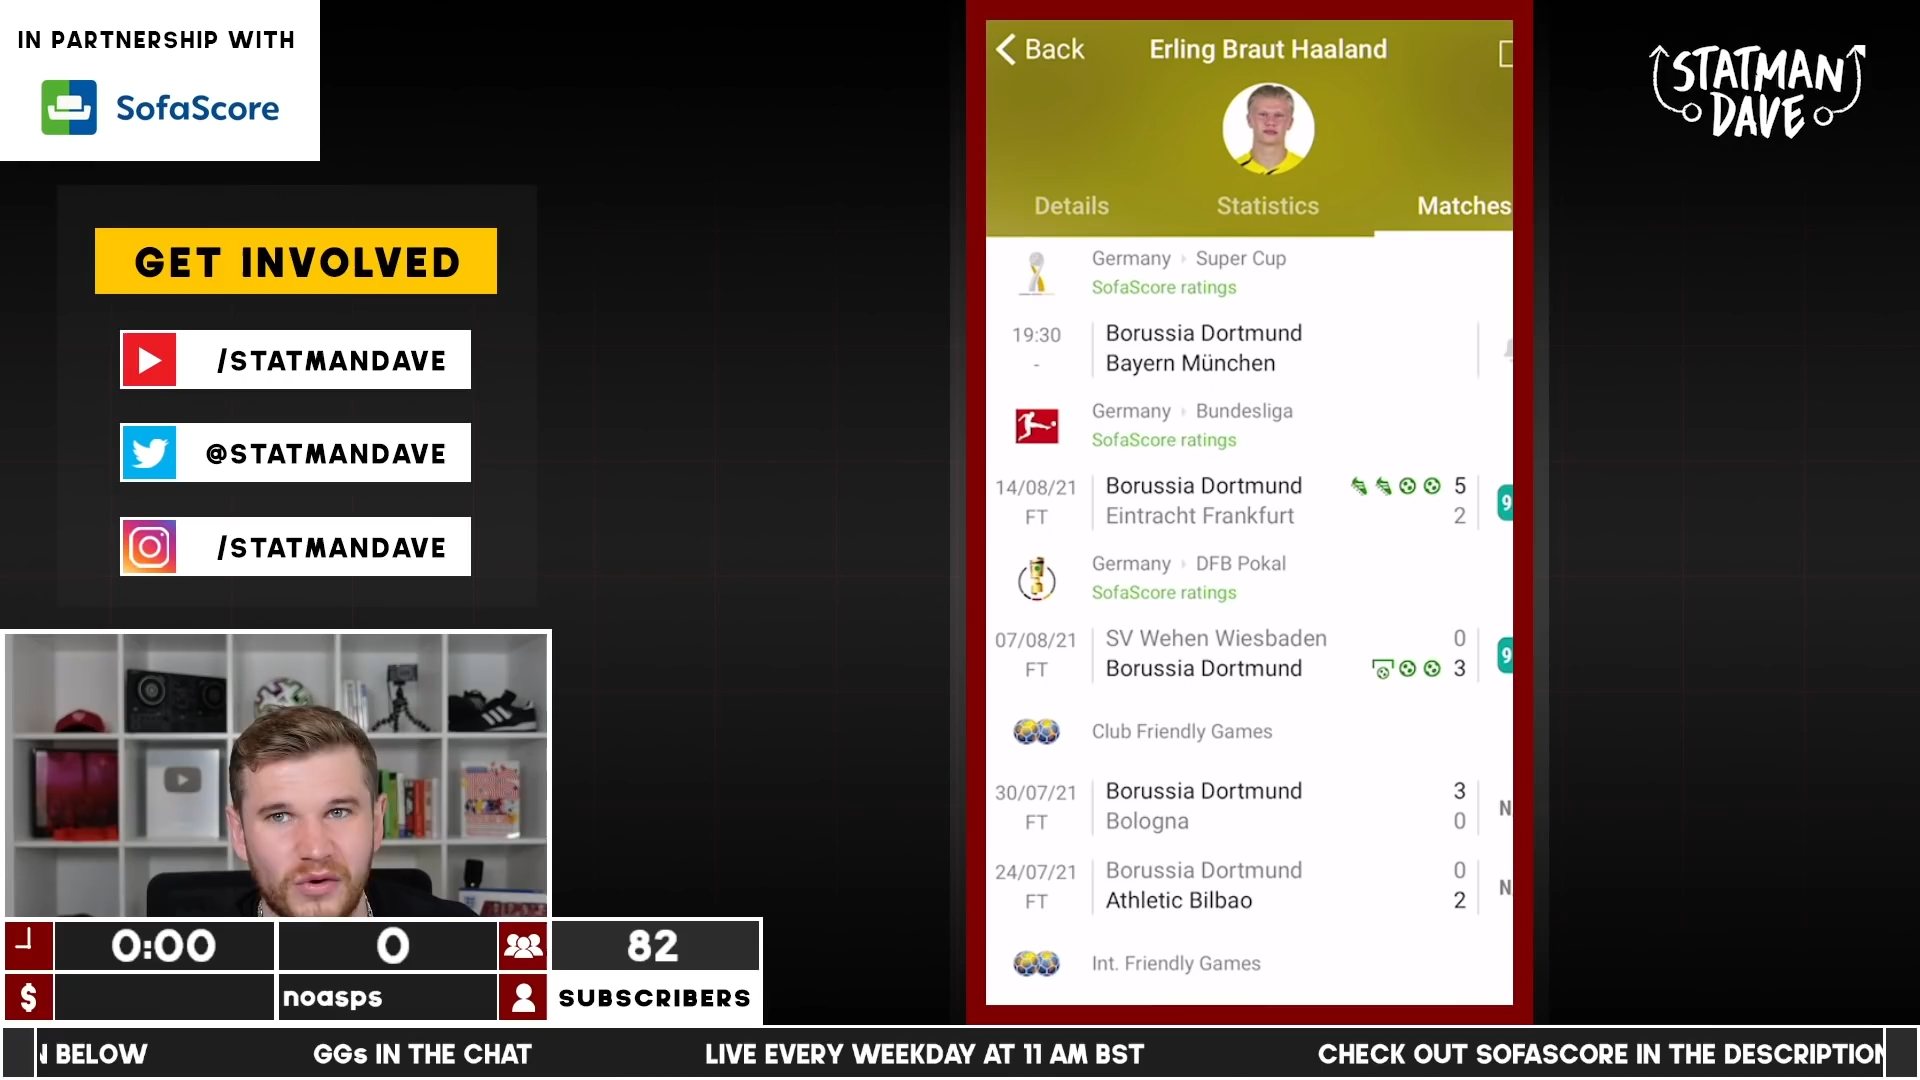 IN PARTNERSHIP WITH
SofaScore
GET INVOLVED
/STATMANDAVE
@STATMANDAVE
/STATMANDAVE
0:00
0
82
$
noasps
SUBSCRIBERS
Back
Erling Braut Haaland
Details
Statistics
Matches
Germany Super Cup
SofaScore ratings
19:30
Borussia Dortmund
-
Bayern München
Germany Bundesliga
SofaScore ratings
14/08/21 Borussia Dortmund 5
FT Eintracht Frankfurt 2
9
Germany DFB Pokal
SofaScore ratings
07/08/21 SV Wehen Wiesbaden 0
FT Borussia Dortmund 3
9
Club Friendly Games
30/07/21 Borussia Dortmund 3
FT Bologna 0
N
24/07/21 Borussia Dortmund 0
FT Athletic Bilbao 2
N
Int. Friendly Games
STATMAN
DAVE
N BELOW GGs IN THE CHAT LIVE EVERY WEEKDAY AT 11 AM BST CHECK OUT SOFASCORE IN THE DESCRIPTION